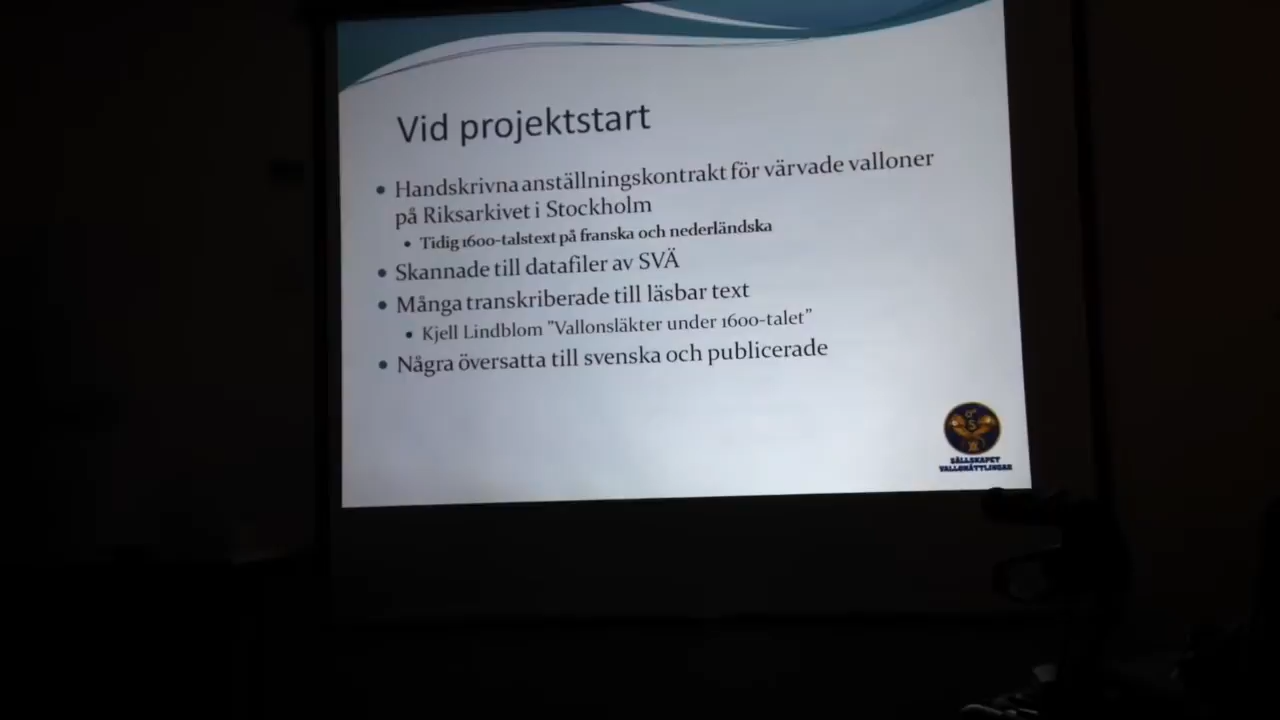 Vid projektstart
• Handskrivna anställningskontrakt för värvade valloner
på Riksarkivet i Stockholm
• Tidig 1600-talstext på franska och nederländska
• Skannade till datafiler av SVÄ
• Många transkriberade till läsbar text
• Kjell Lindblom "Vallonsläkter under 1600-talet"
• Några översatta till svenska och publicerade
S
SÄLLSKAPET
VALLONÄTTLINGAR